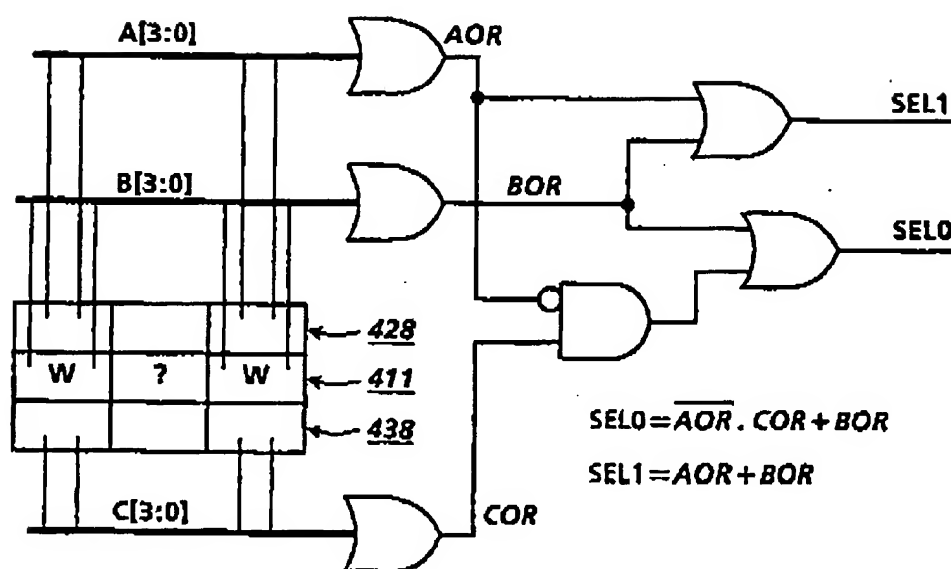 A[3:0]
AOR
SEL1
B[3:0]
BOR
SEL0
428
W ? W
411
438
SEL0=\overline{AOR} . COR+BOR
SEL1=AOR+BOR
C[3:0]
COR